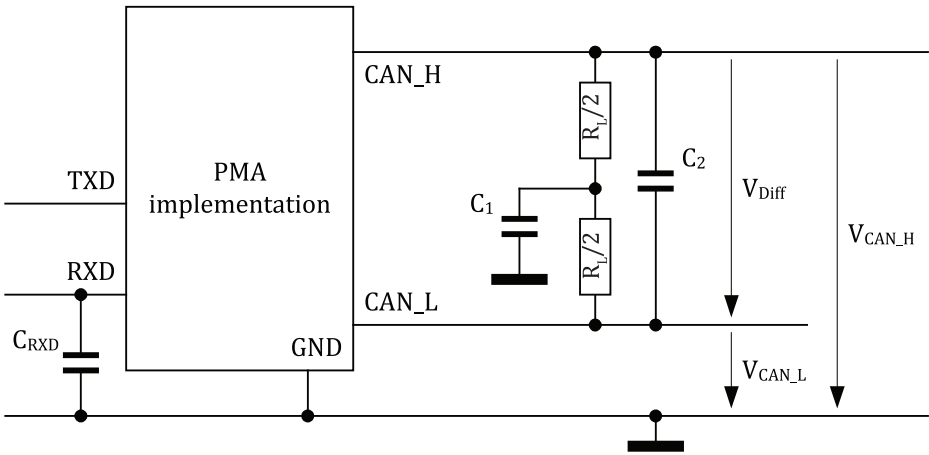 CAN_H
R_L/2
PMA
implementation
TXD
C_2
V_Diff
C_1
V_CAN_H
R_L/2
RXD
CAN_L
C_RXD
GND
V_CAN_L